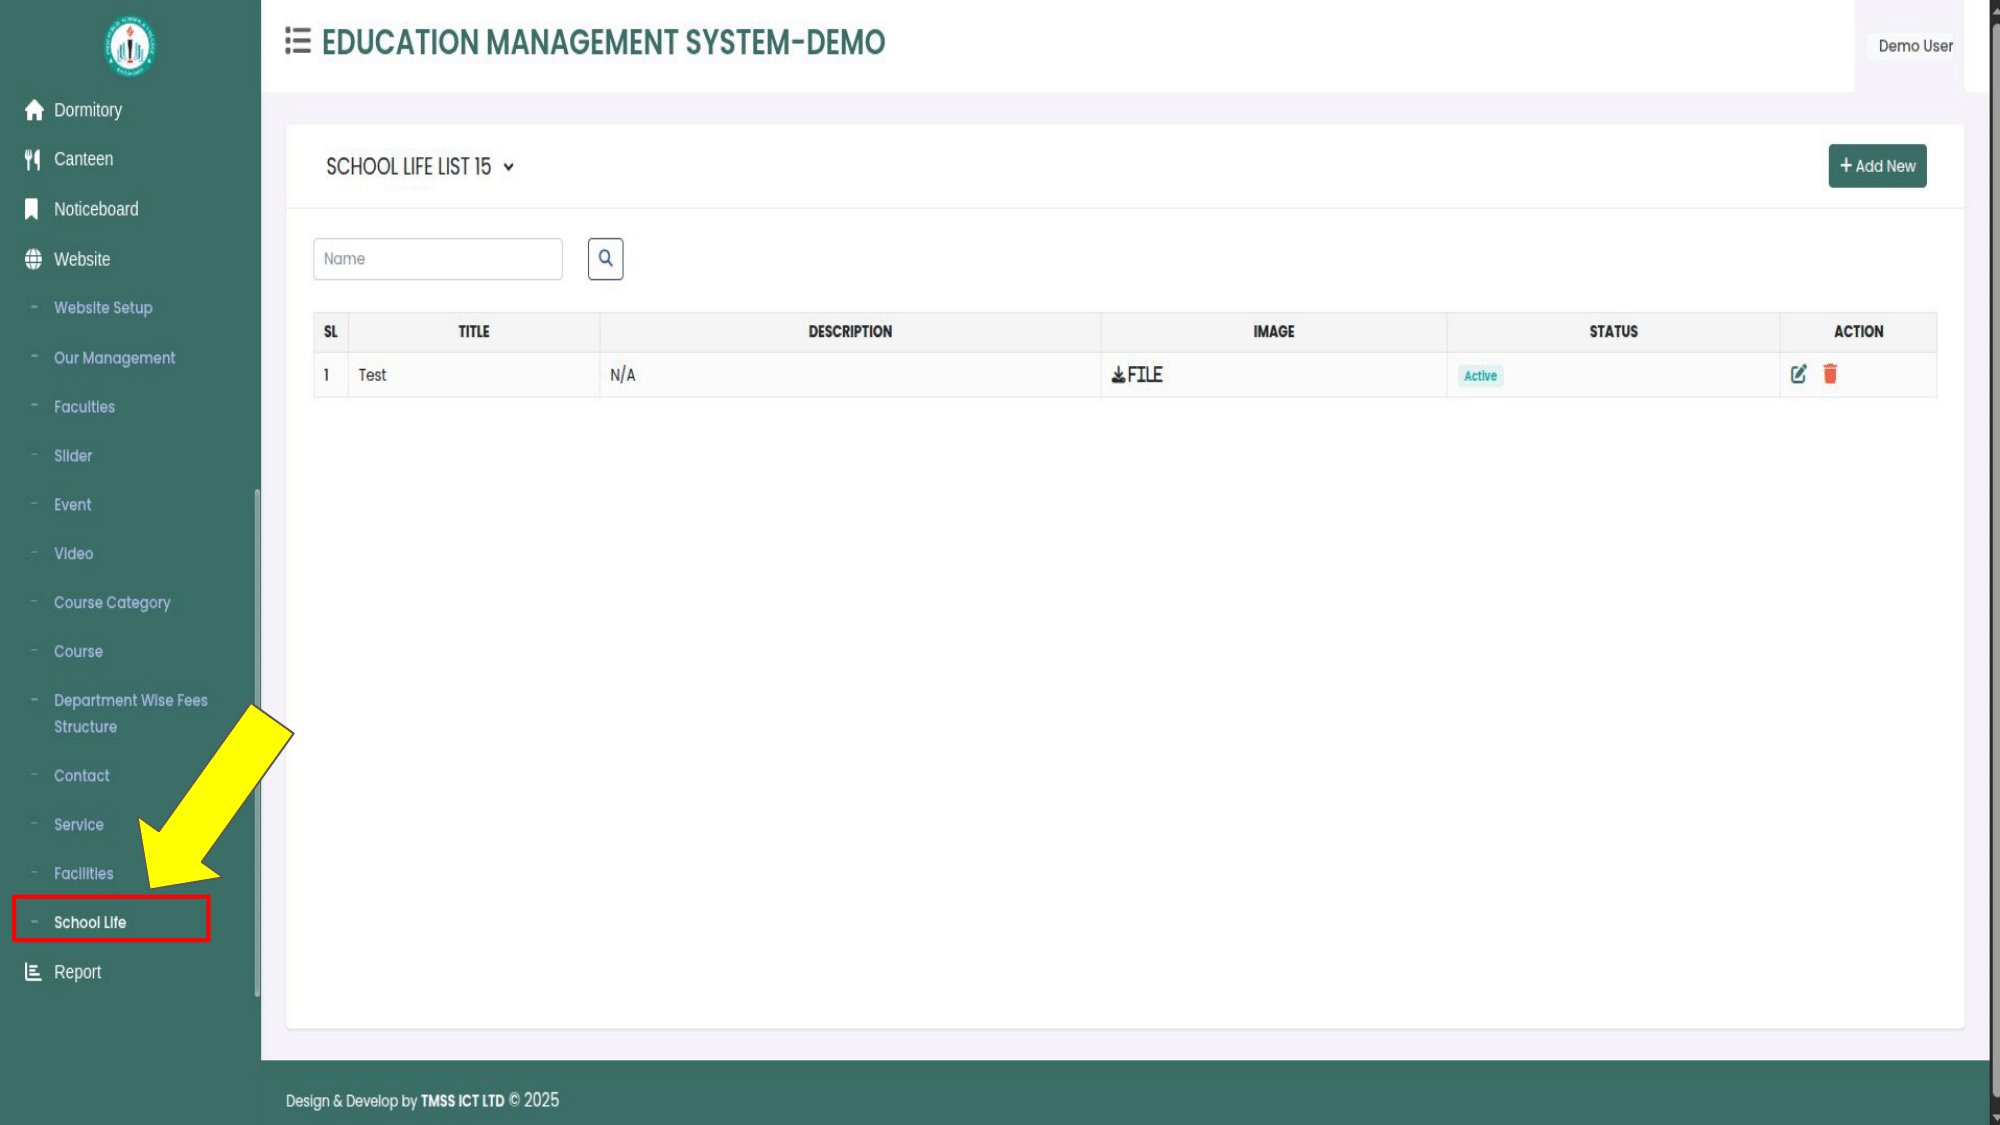 EDUCATION MANAGEMENT SYSTEM-DEMO
Demo User
Dormitory
Canteen
Noticeboard
Website
- Website Setup
- Our Management
- Faculties
- Slider
- Event
- Video
- Course Category
- Course
- Department Wise Fees
Structure
- Contact
- Service
- Facilities
- School Life
Report
SCHOOL LIFE LIST 15
+ Add New
Name
SL TITLE DESCRIPTION IMAGE STATUS ACTION
1 Test N/A FILE Active
Design & Develop by TMSS ICT LTD © 2025